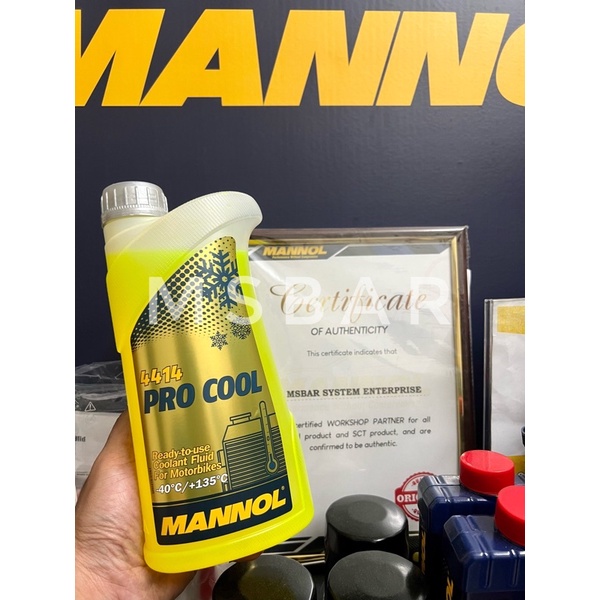 MANNO
MANNOL
Certificate
OF AUTHENTICITY
This certificate indicates that
MSBAR SYSTEM ENTERPRISE
certified WORKSHOP PARTNER for all
product and SCT product, and are
confirmed to be authentic.
MSBAR
4414
PRO COOL
Ready-to-use
Coolant Fluid
For Motorbikes
-40°C/+135°C
MANNOL